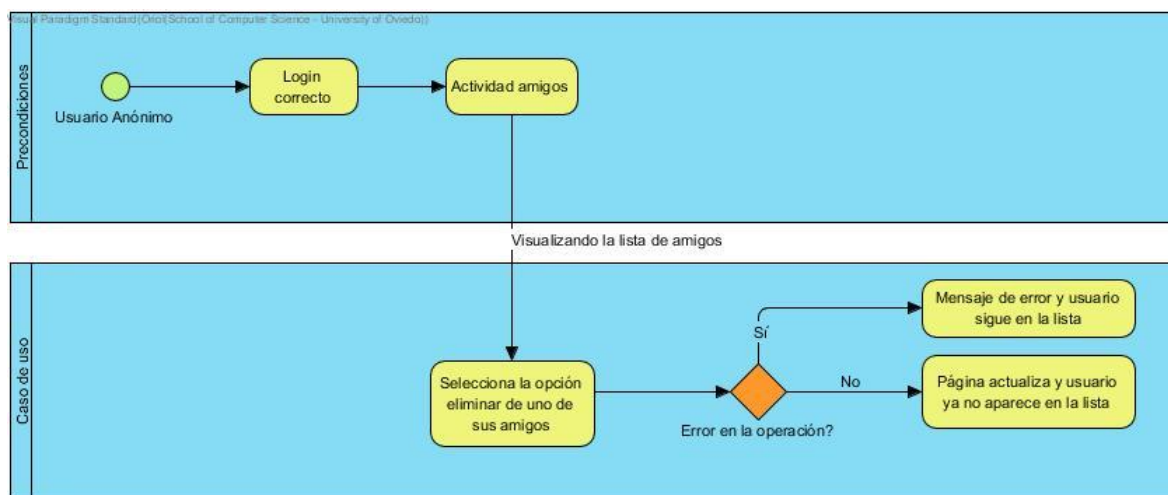 Visual Paradigm Standard(Oriol(School of Computer Science - University of Oviedo))
Precondiciones
Usuario Anónimo
Login
correcto
Actividad amigos
Visualizando la lista de amigos
Caso de uso
Selecciona la opción
eliminar de uno de
sus amigos
Error en la operación?
Sí
No
Mensaje de error y usuario
sigue en la lista
Página actualiza y usuario
ya no aparece en la lista